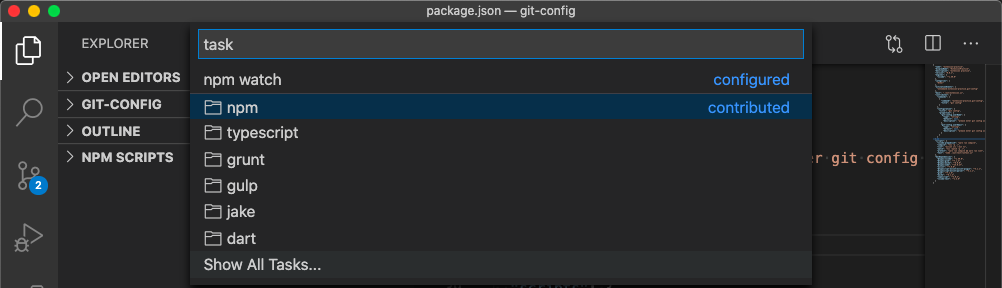 package.json — git-config
EXPLORER
OPEN EDITORS
GIT-CONFIG
OUTLINE
NPM SCRIPTS
2
task
npm watch configured
npm contributed
typescript
grunt
gulp
jake
dart
Show All Tasks...
git config